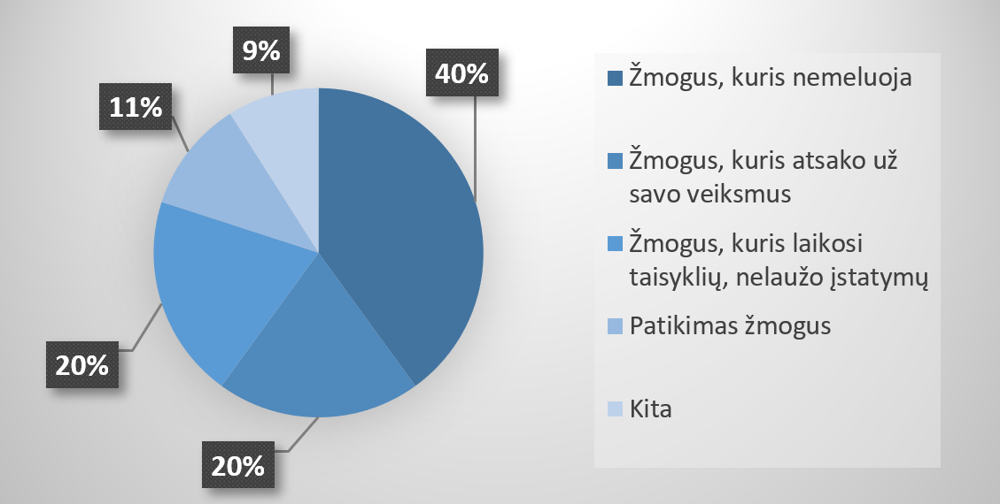 9%
40%
11%
20%
20%
Žmogus, kuris nemeluoja
Žmogus, kuris atsako už
savo veiksmus
Žmogus, kuris laikosi
taisyklių, nelaužo įstatymų
Patikimas žmogus
Kita